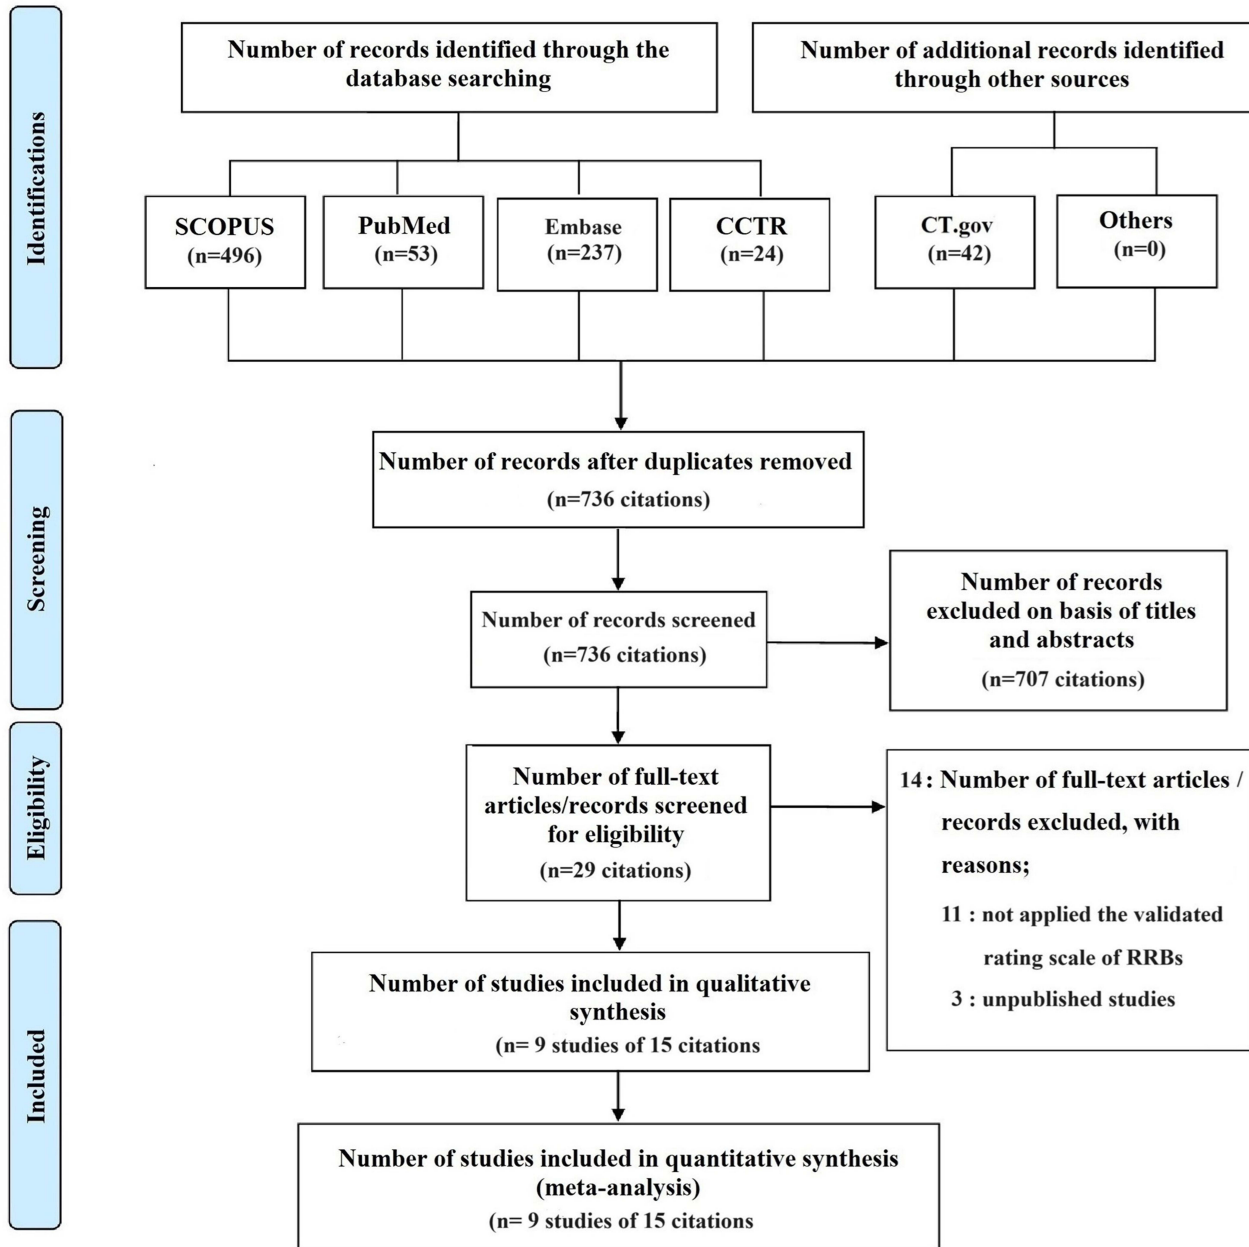 Identifications
Number of records identified through the
database searching
Number of additional records identified
through other sources
SCOPUS
(n=496)
PubMed
(n=53)
Embase
(n=237)
CCTR
(n=24)
CT.gov
(n=42)
Others
(n=0)
Screening
Number of records after duplicates removed
(n=736 citations)
Number of records screened
(n=736 citations)
Number of records
excluded on basis of titles
and abstracts
(n=707 citations)
Eligibility
Number of full-text
articles/records screened
for eligibility
(n=29 citations)
14: Number of full-text articles /
records excluded, with
reasons;
11 : not applied the validated
rating scale of RRBs
3 : unpublished studies
Included
Number of studies included in qualitative
synthesis
(n= 9 studies of 15 citations
Number of studies included in quantitative synthesis
(meta-analysis)
(n= 9 studies of 15 citations